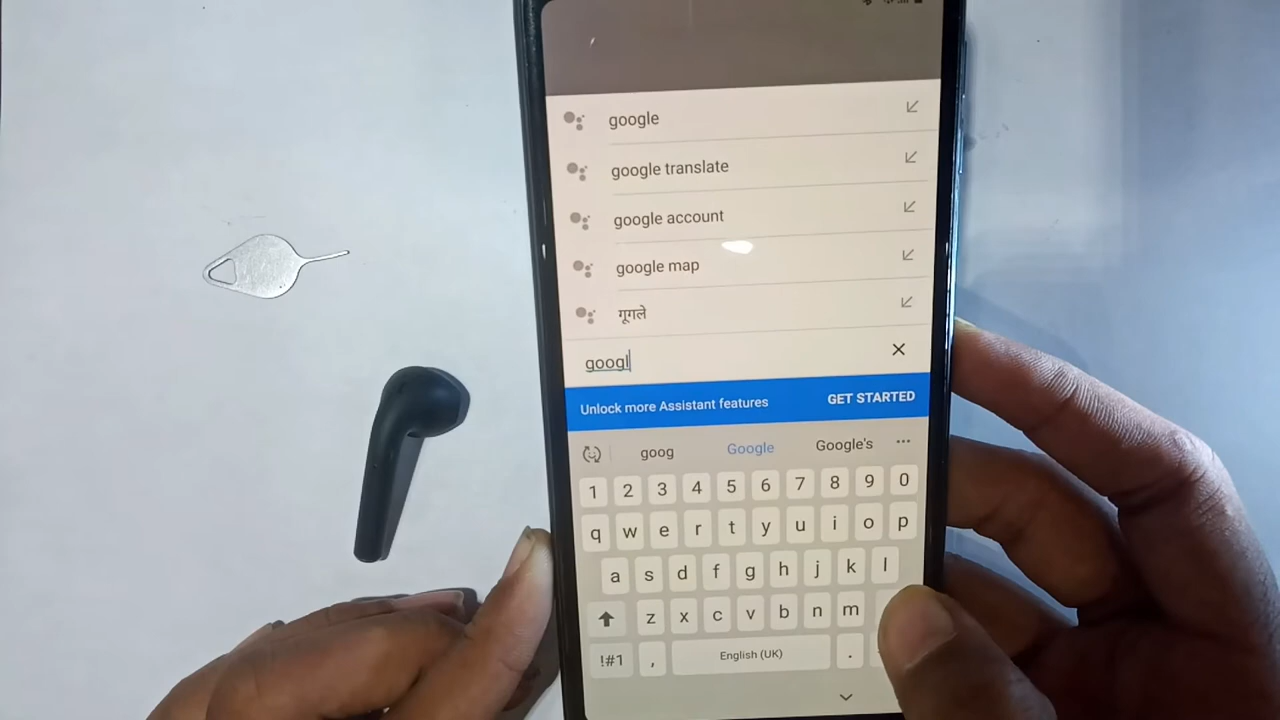 google
google translate
google account
google map
गूगले
googl
Unlock more Assistant features GET STARTED
goog Google Google's ...
1 2 3 4 5 6 7 8 9 0
q w e r t y u i o p
a s d f g h j k l
z x c v b n m
!#1 , English (UK) .